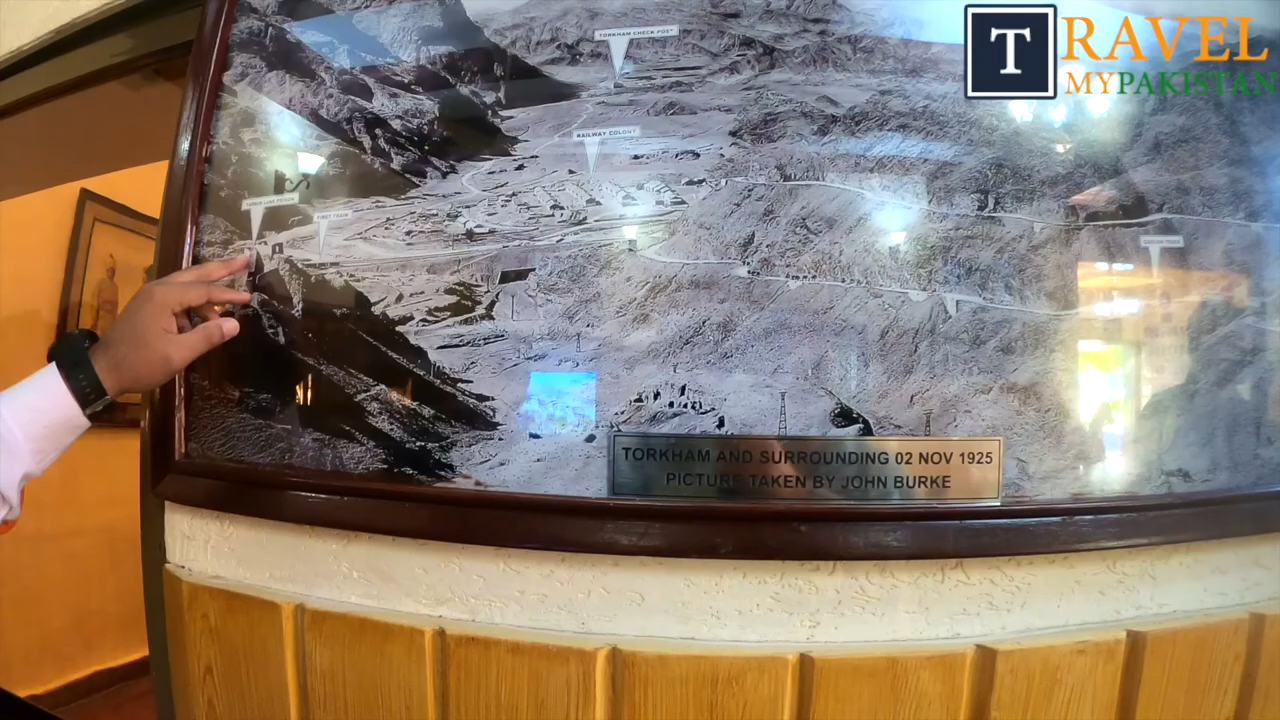 TRAVEL
MYPAKISTAN
TORKHAM CHECK POST
RAILWAY COLONY
FIRST TRAIN
TORKHAM AND SURROUNDING 02 NOV 1925
PICTURE TAKEN BY JOHN BURKE